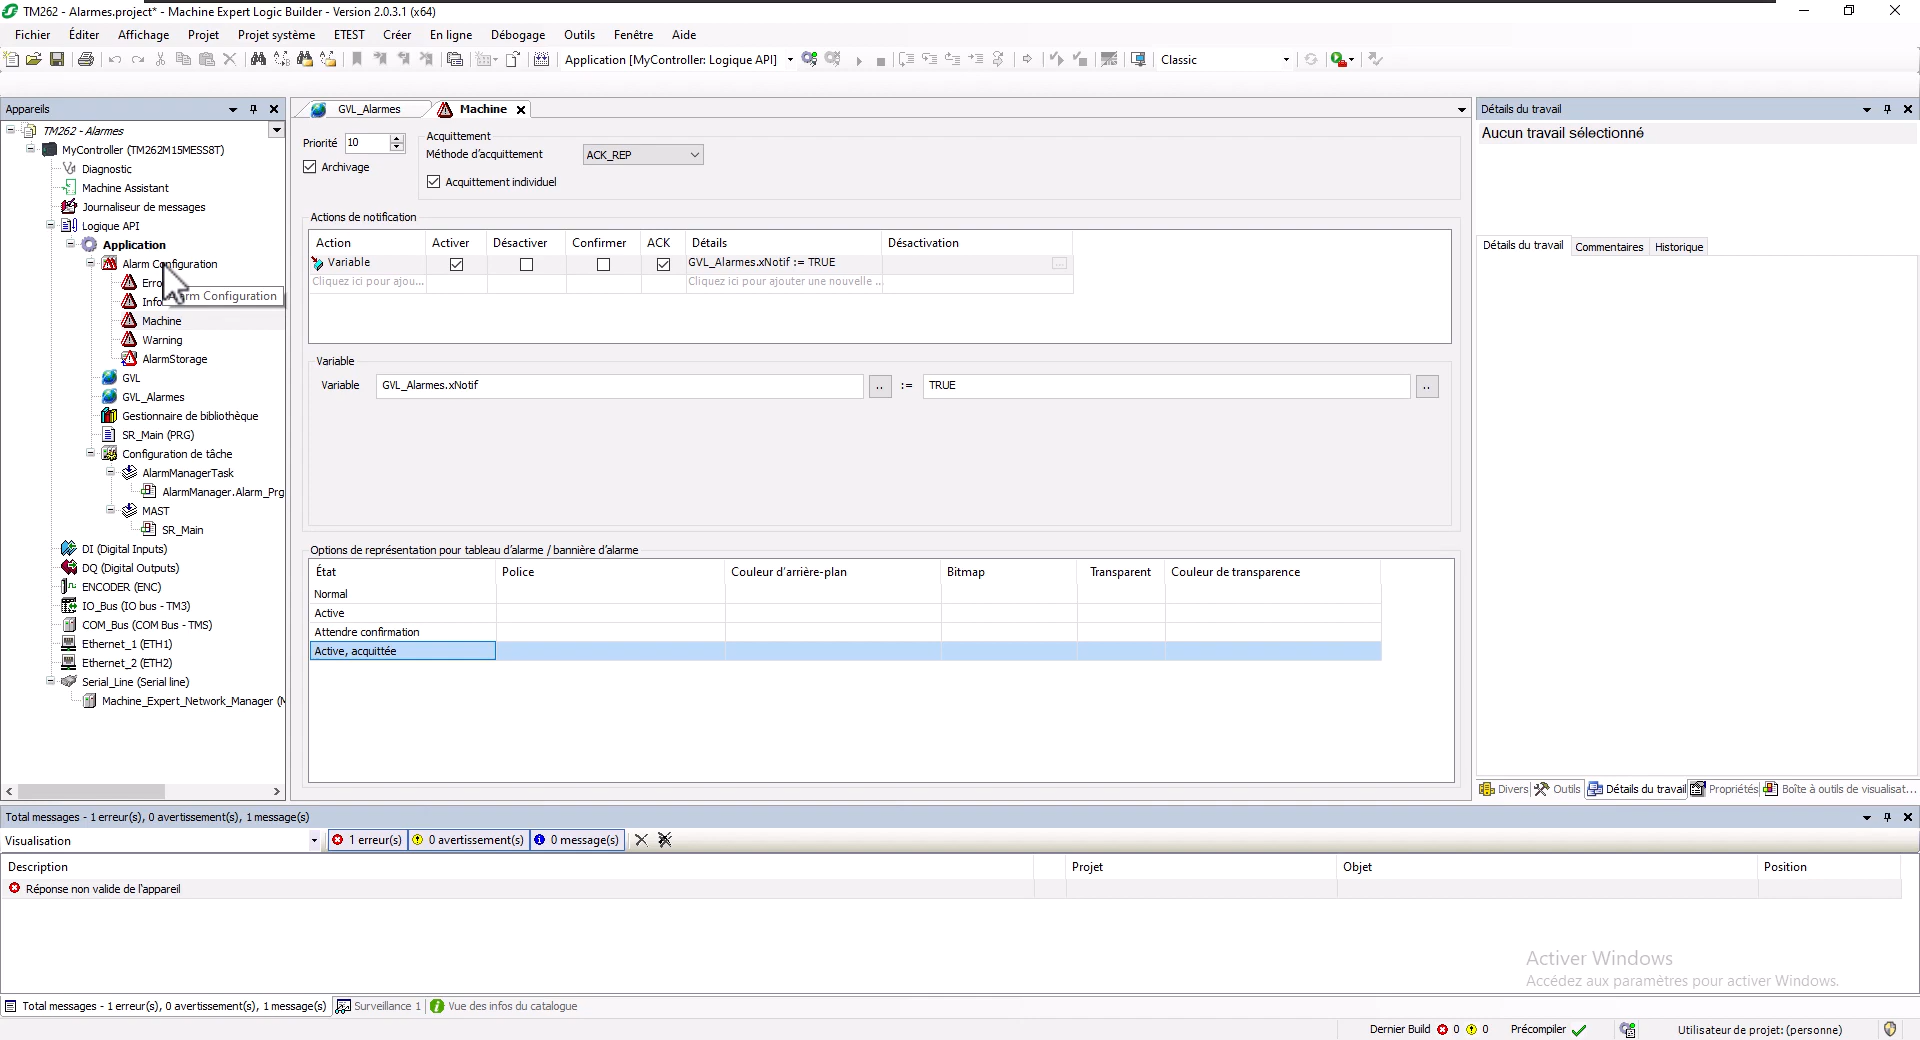 TM262 - Alarmes.project* - Machine Expert Logic Builder - Version 2.0.3.1 (x64)
Fichier Éditer Affichage Projet Projet système ETEST Créer En ligne Débogage Outils Fenêtre Aide
Application [MyController: Logique API] Classic
Appareils
TM262 - Alarmes
MyController (TM262M15MESS8T)
Diagnostic
Machine Assistant
Journaliseur de messages
Logique API
Application
Alarm Configuration
Erro
Info
Alarm Configuration
Machine
Warning
AlarmStorage
GVL
GVL_Alarmes
Gestionnaire de bibliothèque
SR_Main (PRG)
Configuration de tâche
AlarmManagerTask
AlarmManager.Alarm_Prg
MAST
SR_Main
DI (Digital Inputs)
DQ (Digital Outputs)
ENCODER (ENC)
IO_Bus (IO bus - TM3)
COM_Bus (COM Bus - TMS)
Ethernet_1 (ETH1)
Ethernet_2 (ETH2)
Serial_Line (Serial line)
Machine_Expert_Network_Manager (M
GVL_Alarmes Machine
Priorité 10
Archivage
Acquittement
Méthode d'acquittement ACK_REP
Acquittement individuel
Actions de notification
Action Activer Désactiver Confirmer ACK Détails Désactivation
Variable GVL_Alarmes.xNotif := TRUE
Cliquez ici pour ajou... Cliquez ici pour ajouter une nouvelle ..
Variable
Variable GVL_Alarmes.xNotif .. := TRUE ..
Options de représentation pour tableau d'alarme / bannière d'alarme
État Police Couleur d'arrière-plan Bitmap Transparent Couleur de transparence
Normal
Active
Attendre confirmation
Active, acquittée
Détails du travail
Aucun travail sélectionné
Détails du travail Commentaires Historique
Divers Outils Détails du travail Propriétés Boîte à outils de visualisat...
Total messages - 1 erreur(s), 0 avertissement(s), 1 message(s)
Visualisation 1 erreur(s) 0 avertissement(s) 0 message(s)
Description Projet Objet Position
Réponse non valide de l'appareil
Activer Windows
Accédez aux paramètres pour activer Windows.
Total messages - 1 erreur(s), 0 avertissement(s), 1 message(s) Surveillance 1 Vue des infos du catalogue
Dernier Build 0 0 Précompiler Utilisateur de projet: (personne)